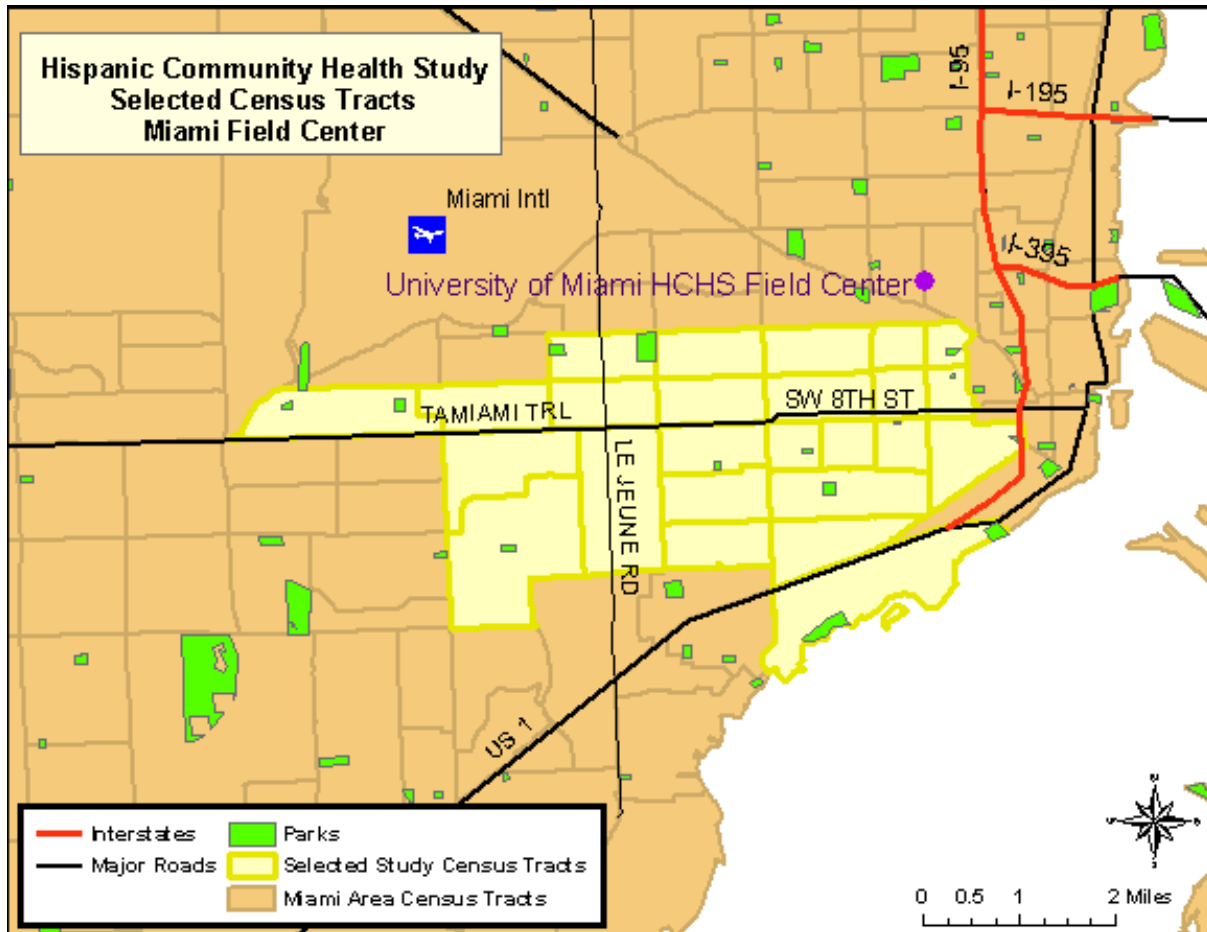 Hispanic Community Health Study
Selected Census Tracts
Miami Field Center
I-95
I-195
Miami Intl
I-395
University of Miami HCHS Field Center
SW 8TH ST
TAMIAMI TRL
LE JEUNE RD
US 1
Interstates
Parks
Major Roads
Selected Study Census Tracts
Miami Area Census Tracts
0 0.5 1 2 Miles